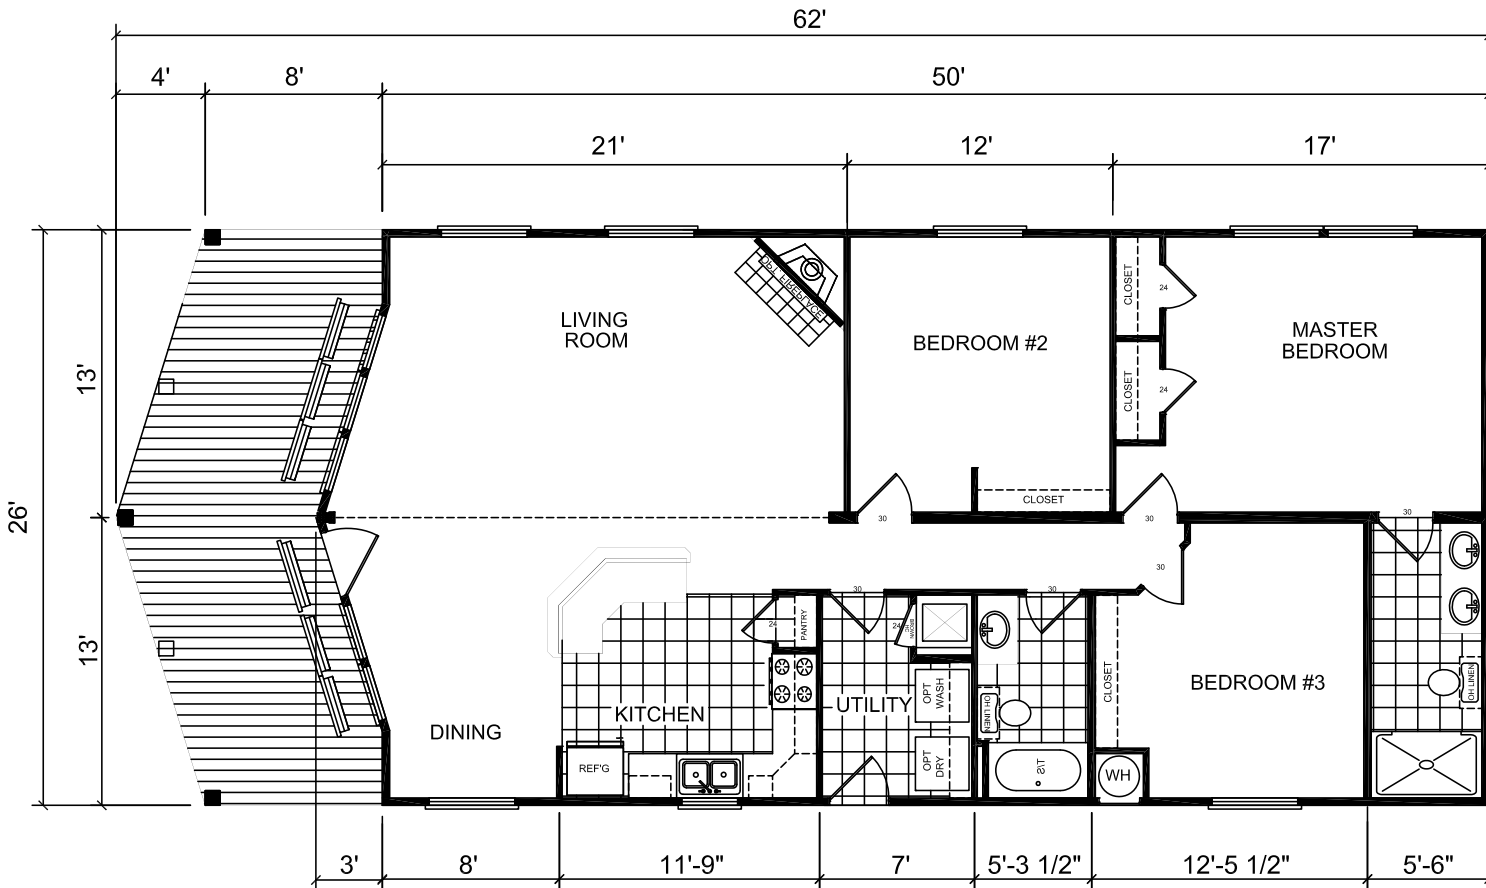 62'
4'
8'
50'
21'
12'
17'
26'
13'
13'
LIVING
ROOM
OPT FIREPLACE
BEDROOM #2
CLOSET
CLOSET
CLOSET
24
24
MASTER
BEDROOM
30
30
30
30
30
30
DINING
KITCHEN
REF'G
24
PANTRY
UTILITY
24
OPT
WASH
OPT
DRY
OH LINEN
S/T
CLOSET
WH
BEDROOM #3
OH LINEN
3'
8'
11'-9"
7'
5'-3 1/2"
12'-5 1/2"
5'-6"